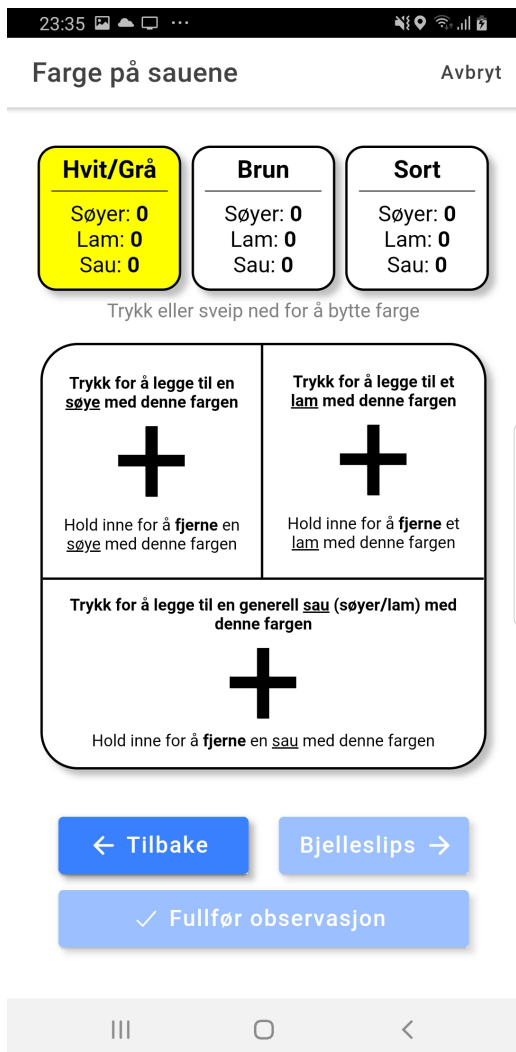 23:35
Farge på sauene
Avbryt
Hvit/Grå
Søyer: 0
Lam: 0
Sau: 0
Brun
Søyer: 0
Lam: 0
Sau: 0
Sort
Søyer: 0
Lam: 0
Sau: 0
Trykk eller sveip ned for å bytte farge
Trykk for å legge til en
søye med denne fargen
Hold inne for å fjerne en
søye med denne fargen
Trykk for å legge til et
lam med denne fargen
Hold inne for å fjerne et
lam med denne fargen
Trykk for å legge til en generell sau (søyer/lam) med
denne fargen
Hold inne for å fjerne en sau med denne fargen
Tilbake
Bjelleslips
Fullfør observasjon